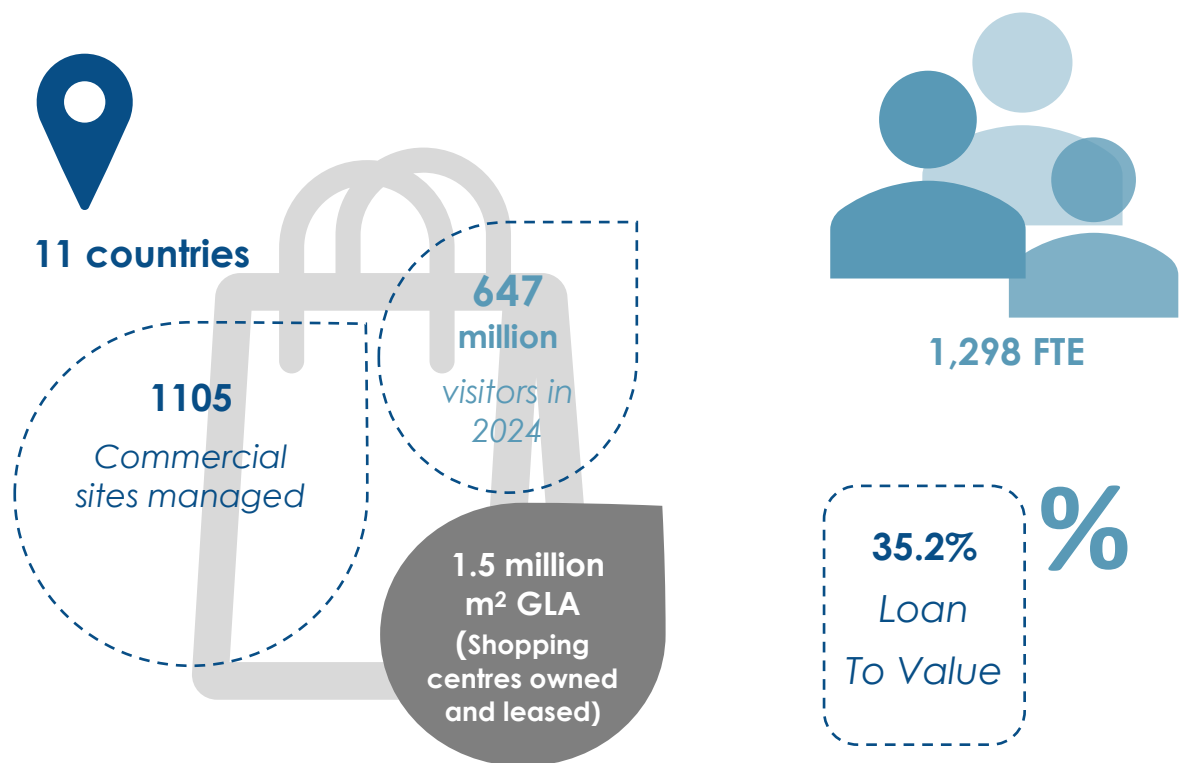 11 countries
647
million
visitors in
2024
1105
Commercial
sites managed
1.5 million
m² GLA
(Shopping
centres owned
and leased)
1,298 FTE
35.2%
Loan
To Value
%